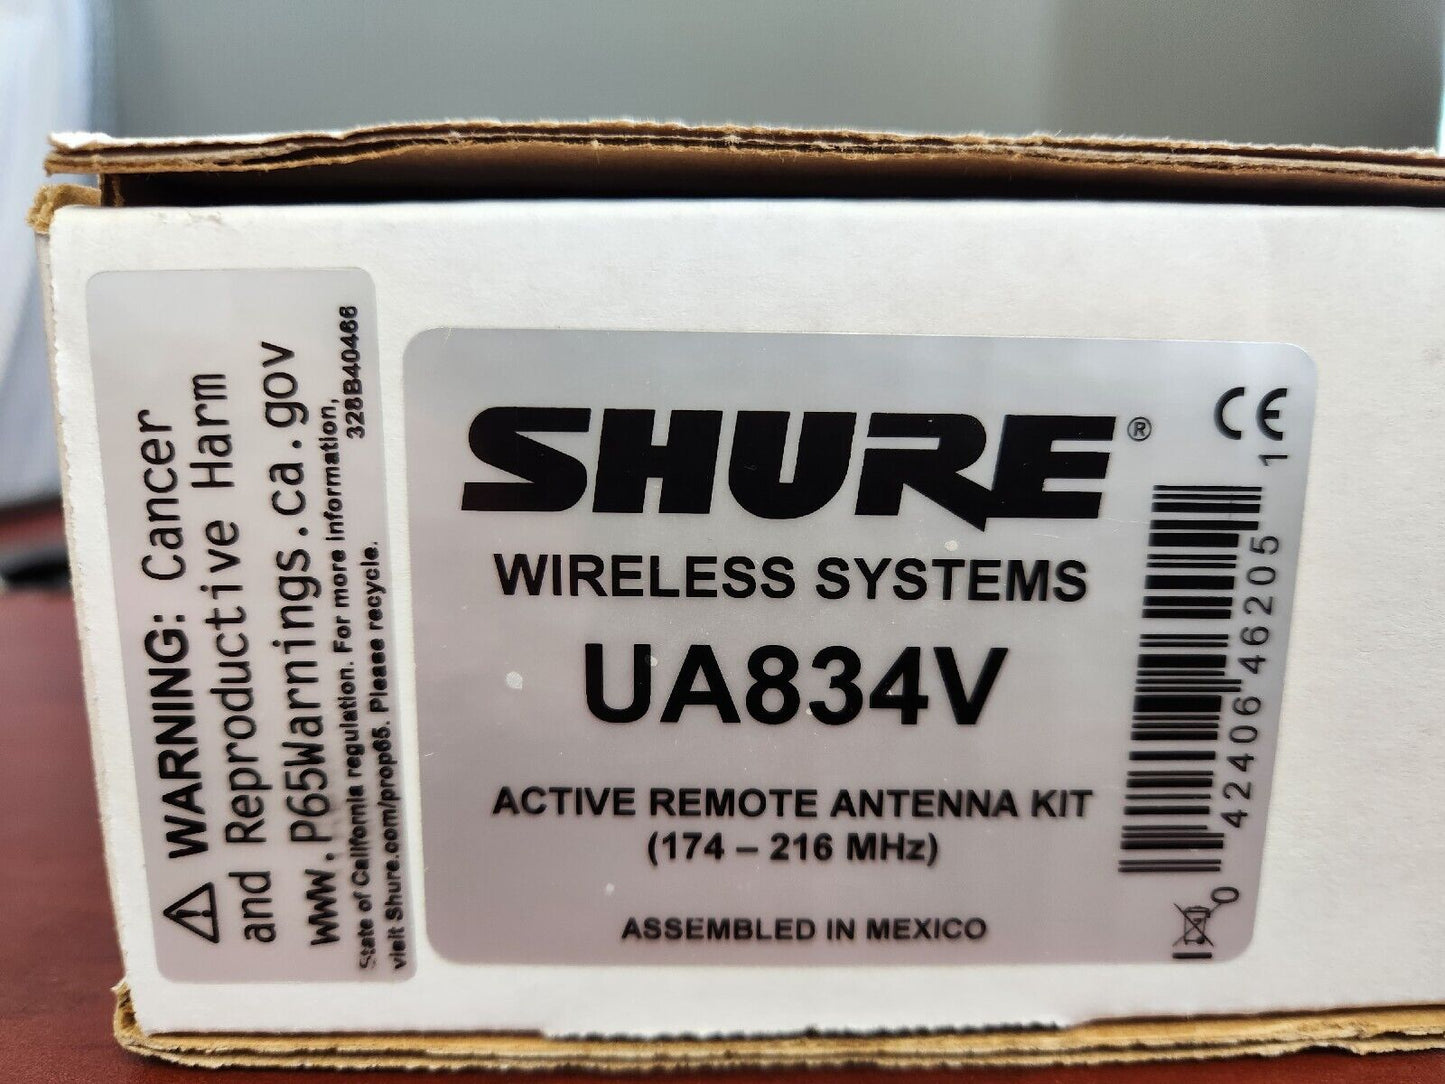 ⚠ WARNING: Cancer
and Reproductive Harm
www.P65Warnings.ca.gov
State of California regulation. For more information,
visit Shure.com/prop65. Please recycle.
328B40466
SHURE®
WIRELESS SYSTEMS
UA834V
ACTIVE REMOTE ANTENNA KIT
(174 – 216 MHz)
ASSEMBLED IN MEXICO
CE
0 42406 46205 1